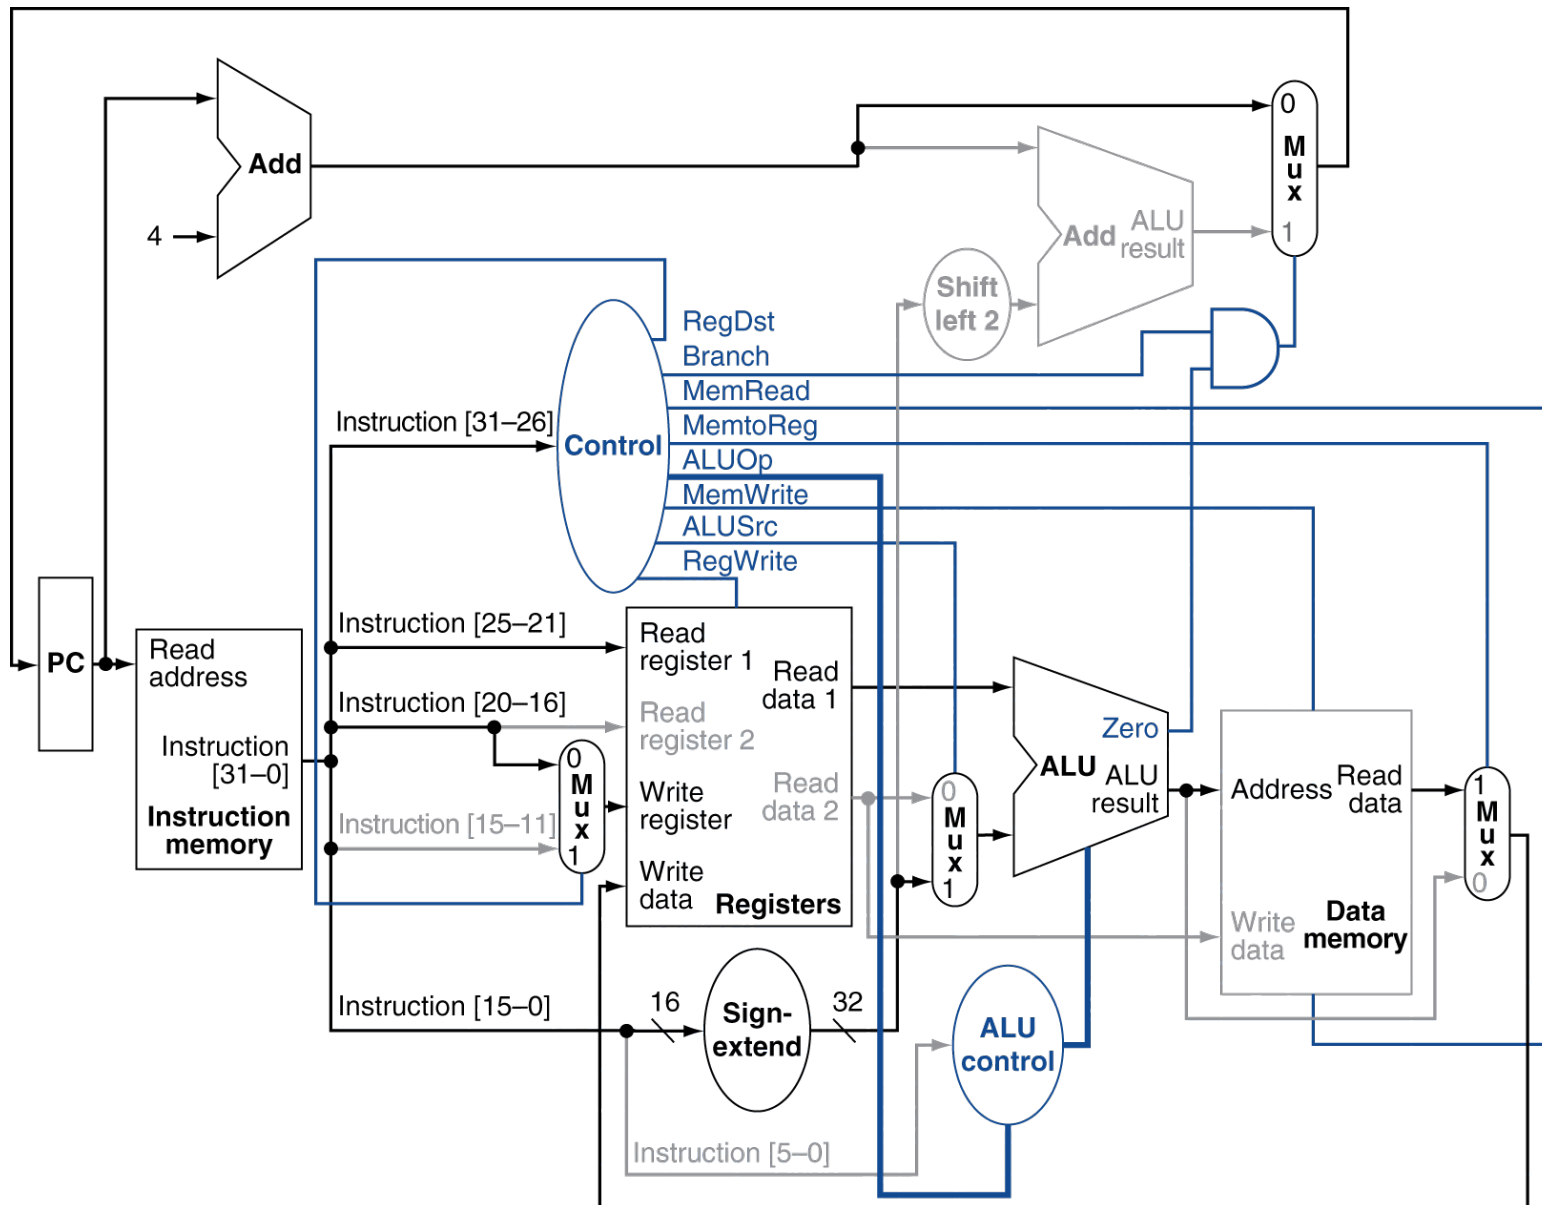 0
M
u
x
1
Add
ALU
result
Add
4
Shift
left 2
RegDst
Branch
MemRead
MemtoReg
ALUOp
MemWrite
ALUSrc
RegWrite
Instruction [31–26]
Control
Instruction [25–21]
Instruction [20–16]
Instruction [15–11]
Instruction [15–0]
Instruction [5–0]
PC
Read
address
Instruction
[31–0]
Instruction
memory
0
M
u
x
1
Read
register 1
Read
register 2
Write
register
Write
data
Read
data 1
Read
data 2
Registers
16
Sign-
extend
32
0
M
u
x
1
Zero
ALU
ALU
result
ALU
control
Address
Read
data
Write
data
Data
memory
1
M
u
x
0